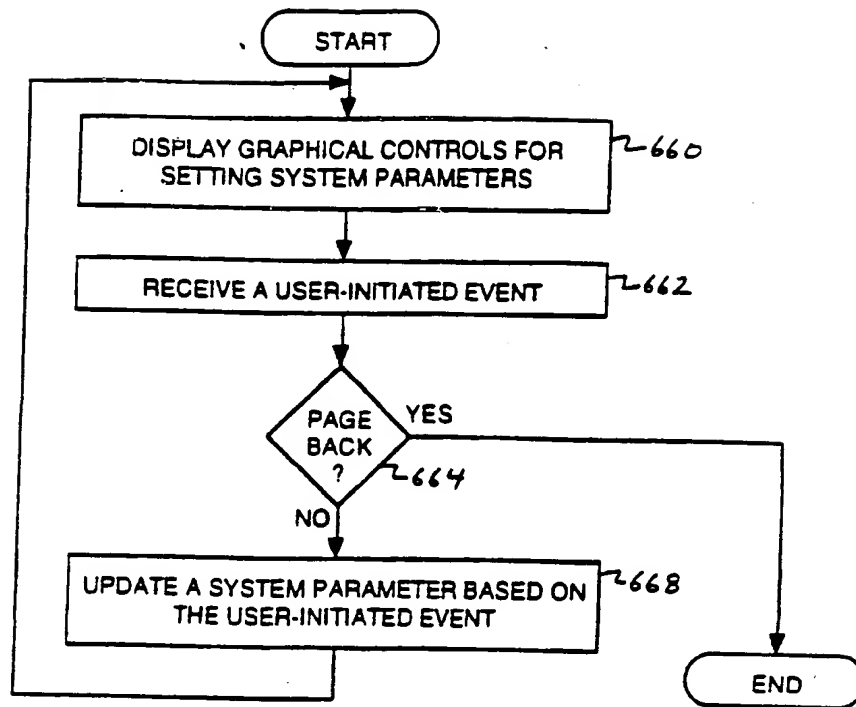 START
DISPLAY GRAPHICAL CONTROLS FOR
SETTING SYSTEM PARAMETERS
660
RECEIVE A USER-INITIATED EVENT
662
PAGE
BACK
?
YES
664
NO
UPDATE A SYSTEM PARAMETER BASED ON
THE USER-INITIATED EVENT
668
END